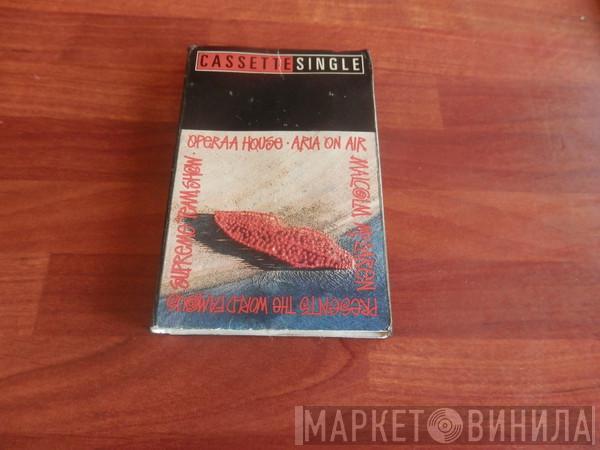 CASSETTE SINGLE
OPERAA HOUSE · ARIA ON AIR
MALCOLM MCLAREN
PRESENTS THE WORLD FAMOUS
SUPREME TEAM SHOW ·
МАРКЕТ ВИНИЛА